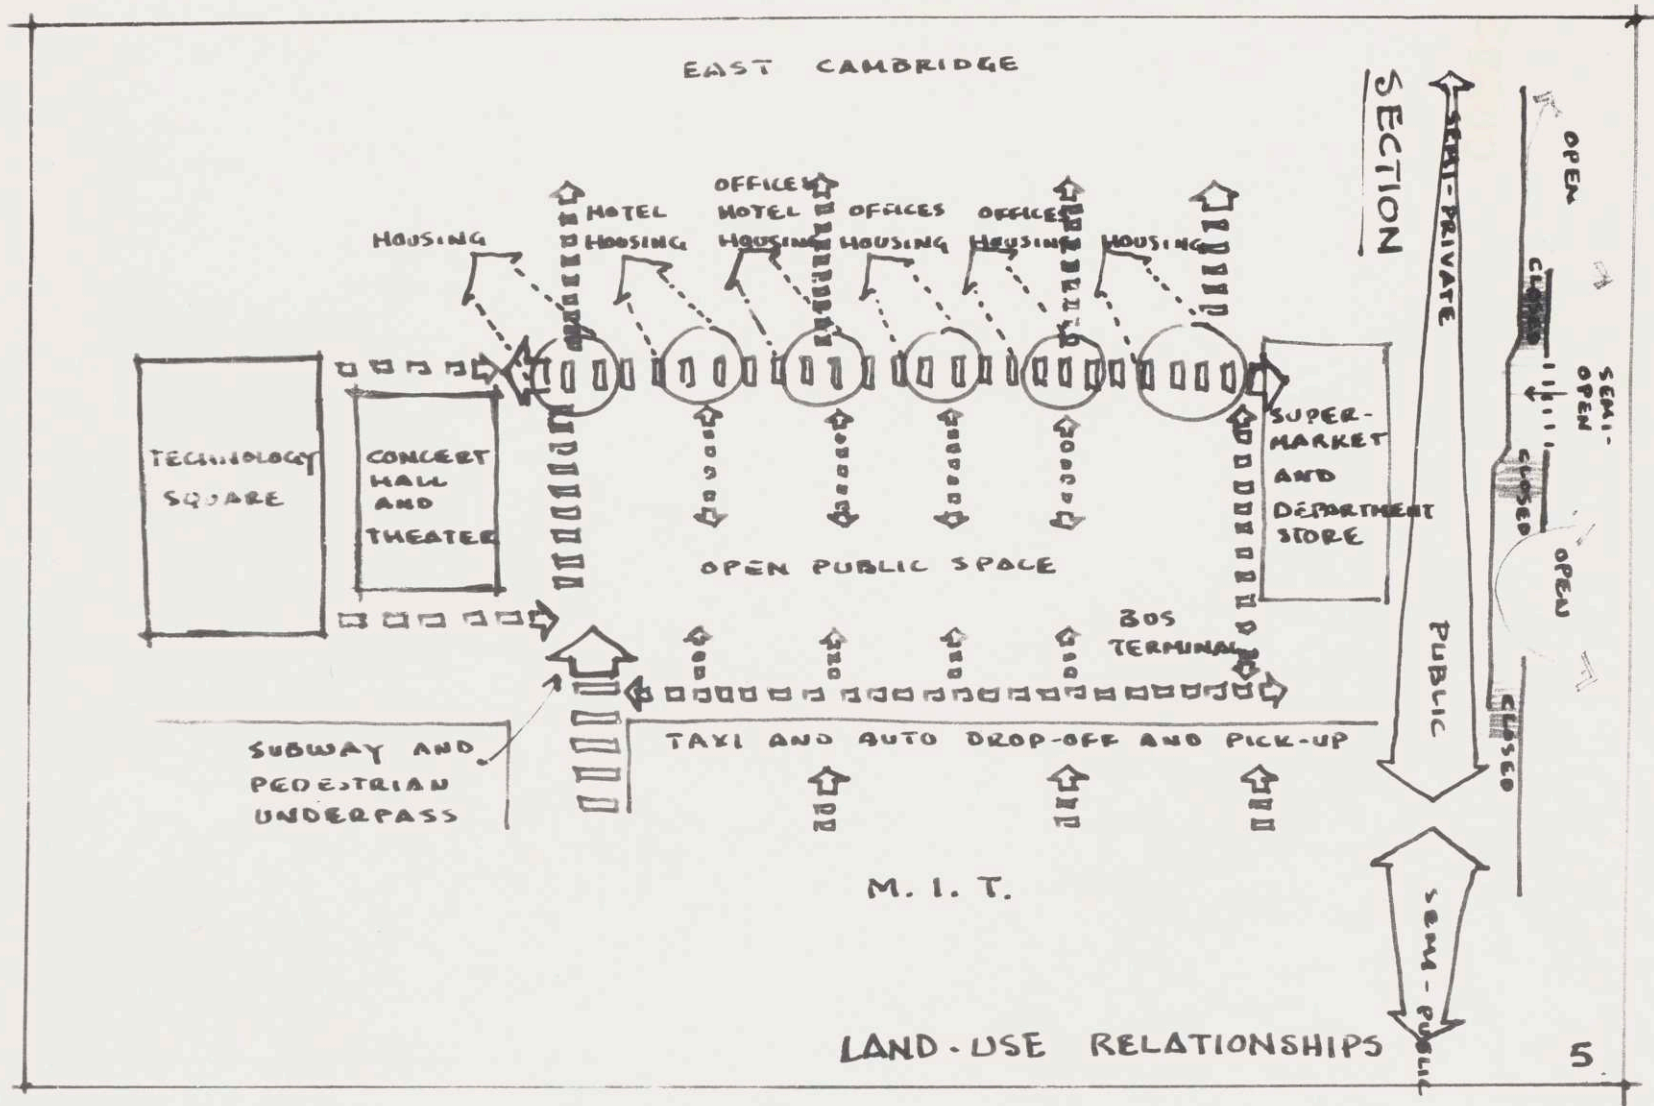 EAST CAMBRIDGE
HOUSING
HOTEL
HOUSING
OFFICES
HOTEL
HOUSING
OFFICES
HOUSING
OFFICES
HOUSING
HOUSING
TECHNOLOGY
SQUARE
CONCERT
HALL
AND
THEATER
SUPER-
MARKET
AND
DEPARTMENT
STORE
OPEN PUBLIC SPACE
BUS
TERMINAL
SUBWAY AND
PEDESTRIAN
UNDERPASS
TAXI AND AUTO DROP-OFF AND PICK-UP
M. I. T.
SECTION
SEMI-PRIVATE
PUBLIC
SEMI-PUBLIC
OPEN
CLOSED
SEMI-
OPEN
CLOSED
OPEN
CLOSED
LAND-USE RELATIONSHIPS
5